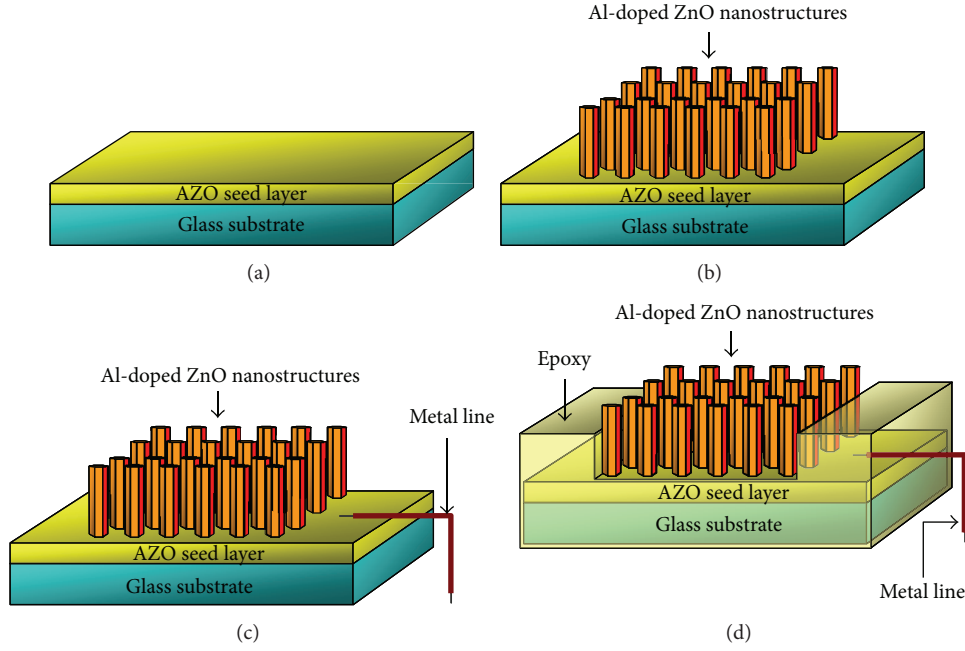 AZO seed layer
Glass substrate
(a)
Al-doped ZnO nanostructures
AZO seed layer
Glass substrate
(b)
Al-doped ZnO nanostructures
Metal line
AZO seed layer
Glass substrate
(c)
Al-doped ZnO nanostructures
Epoxy
AZO seed layer
Glass substrate
Metal line
(d)